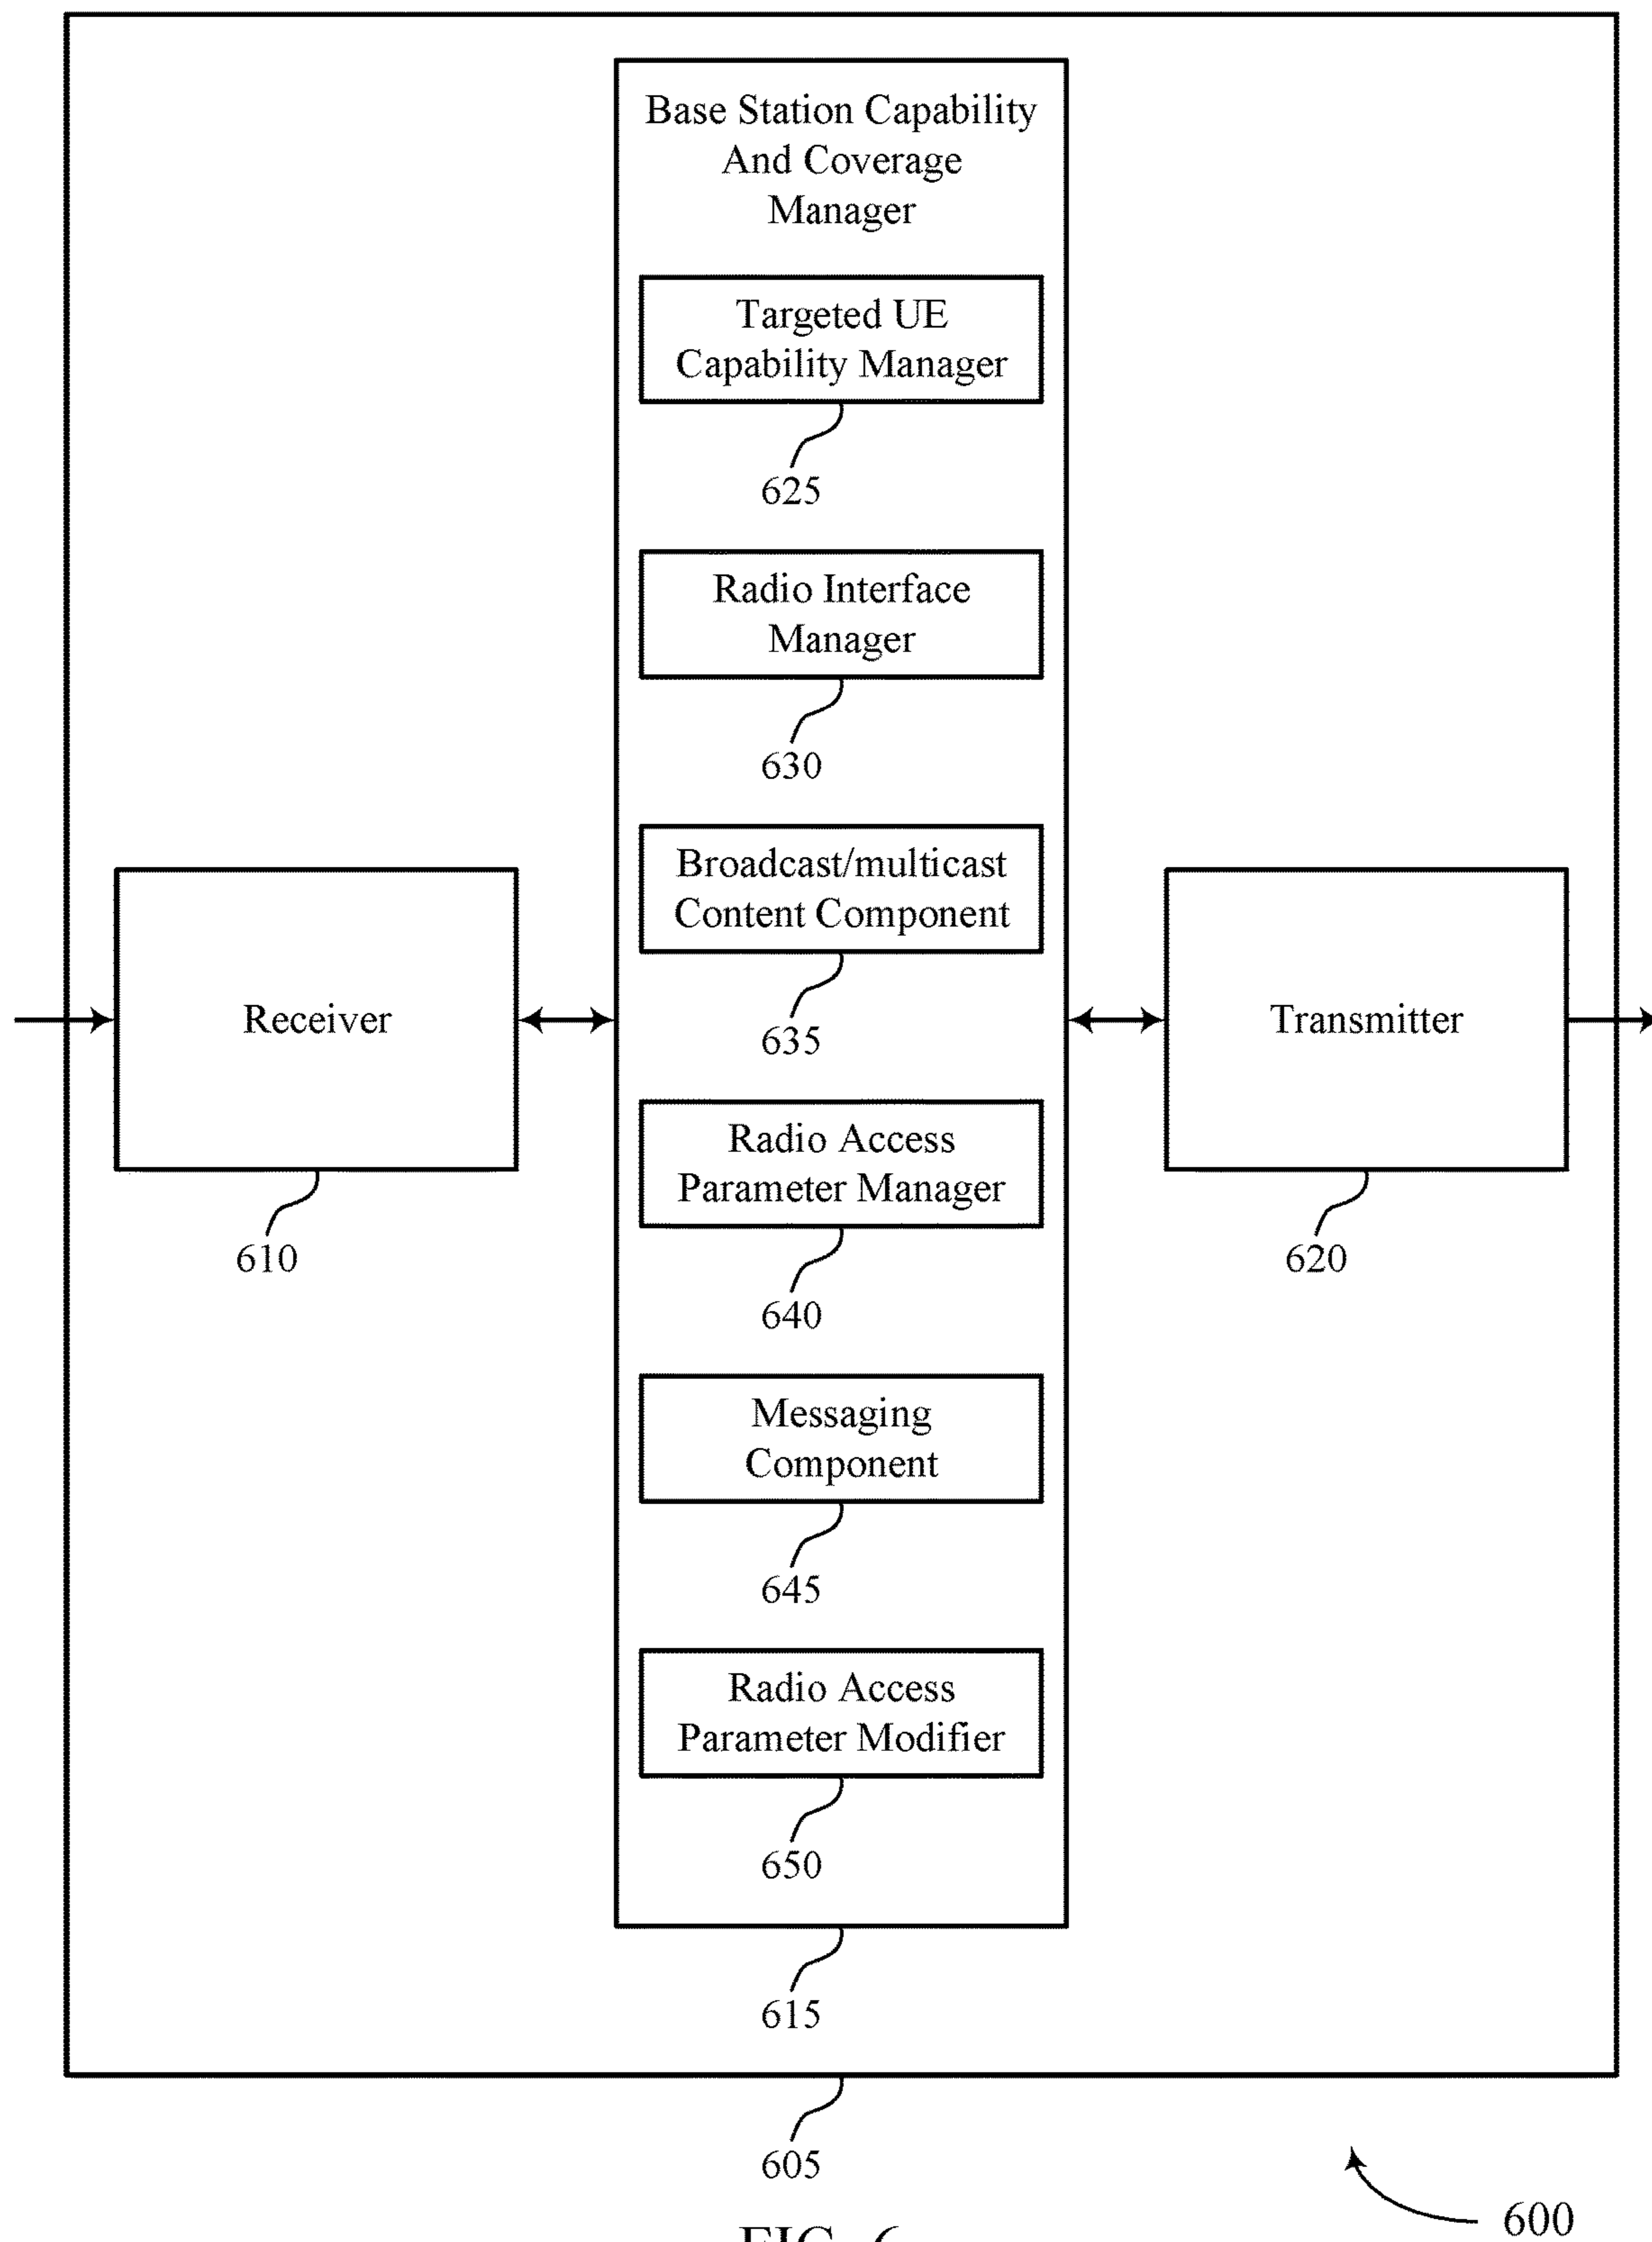 Base Station Capability
And Coverage
Manager
Targeted UE
Capability Manager
625
Radio Interface
Manager
630
Broadcast/multicast
Content Component
635
Receiver
610
Transmitter
620
Radio Access
Parameter Manager
640
Messaging
Component
645
Radio Access
Parameter Modifier
650
615
605
600
FIG. 6